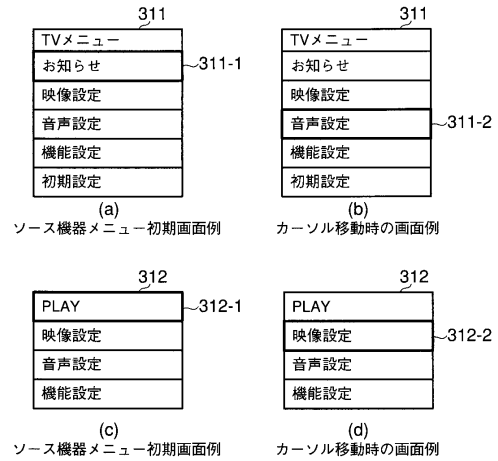 311
TVメニュー
お知らせ
311-1
映像設定
音声設定
機能設定
初期設定
(a)
ソース機器メニュー初期画面例
311
TVメニュー
お知らせ
映像設定
音声設定
311-2
機能設定
初期設定
(b)
カーソル移動時の画面例
312
PLAY
312-1
映像設定
音声設定
機能設定
(c)
ソース機器メニュー初期画面例
312
PLAY
映像設定
312-2
音声設定
機能設定
(d)
カーソル移動時の画面例